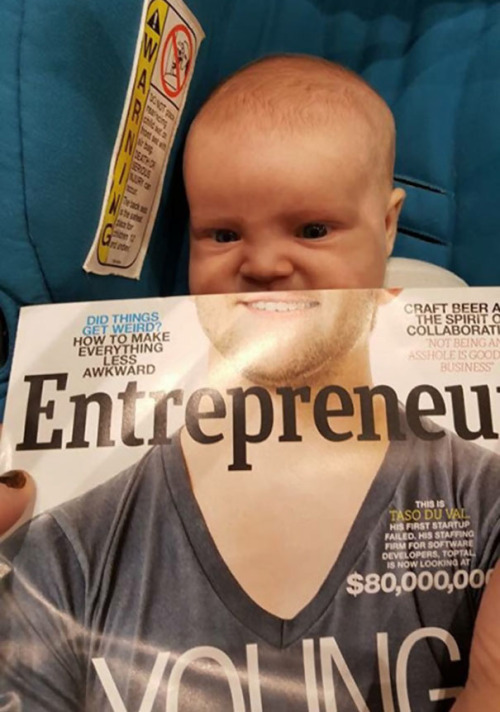 WARNING
DID THINGS
GET WEIRD?
HOW TO MAKE
EVERYTHING
LESS
AWKWARD
CRAFT BEER A
THE SPIRIT O
COLLABORATI
"NOT BEING AN
ASSHOLE IS GOOD
BUSINESS"
Entrepreneu
THIS IS
TASO DU VAL.
HIS FIRST STARTUP
FAILED. HIS STAFFING
FIRM FOR SOFTWARE
DEVELOPERS, TOPTAL,
IS NOW LOOKING AT
$80,000,00
YOUNG